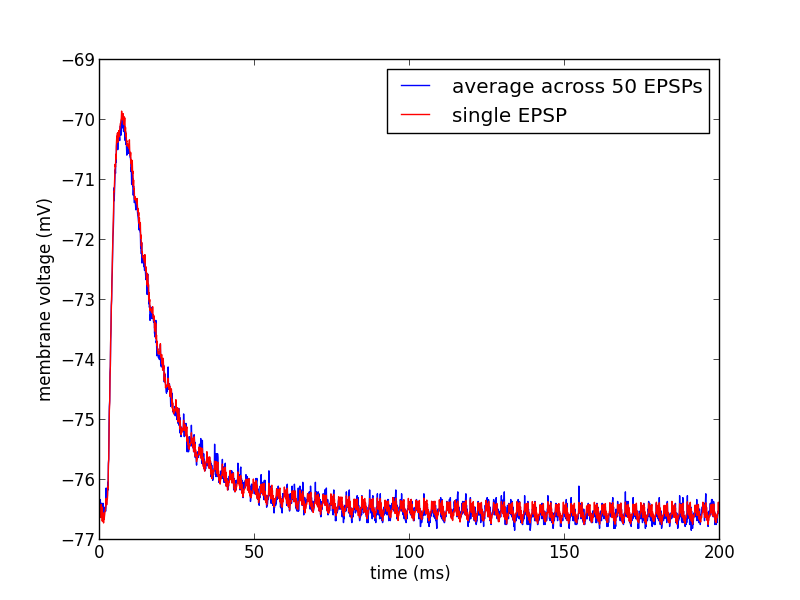 average across 50 EPSPs
single EPSP
membrane voltage (mV)
−69
−70
−71
−72
−73
−74
−75
−76
−77
0 50 100 150 200
time (ms)